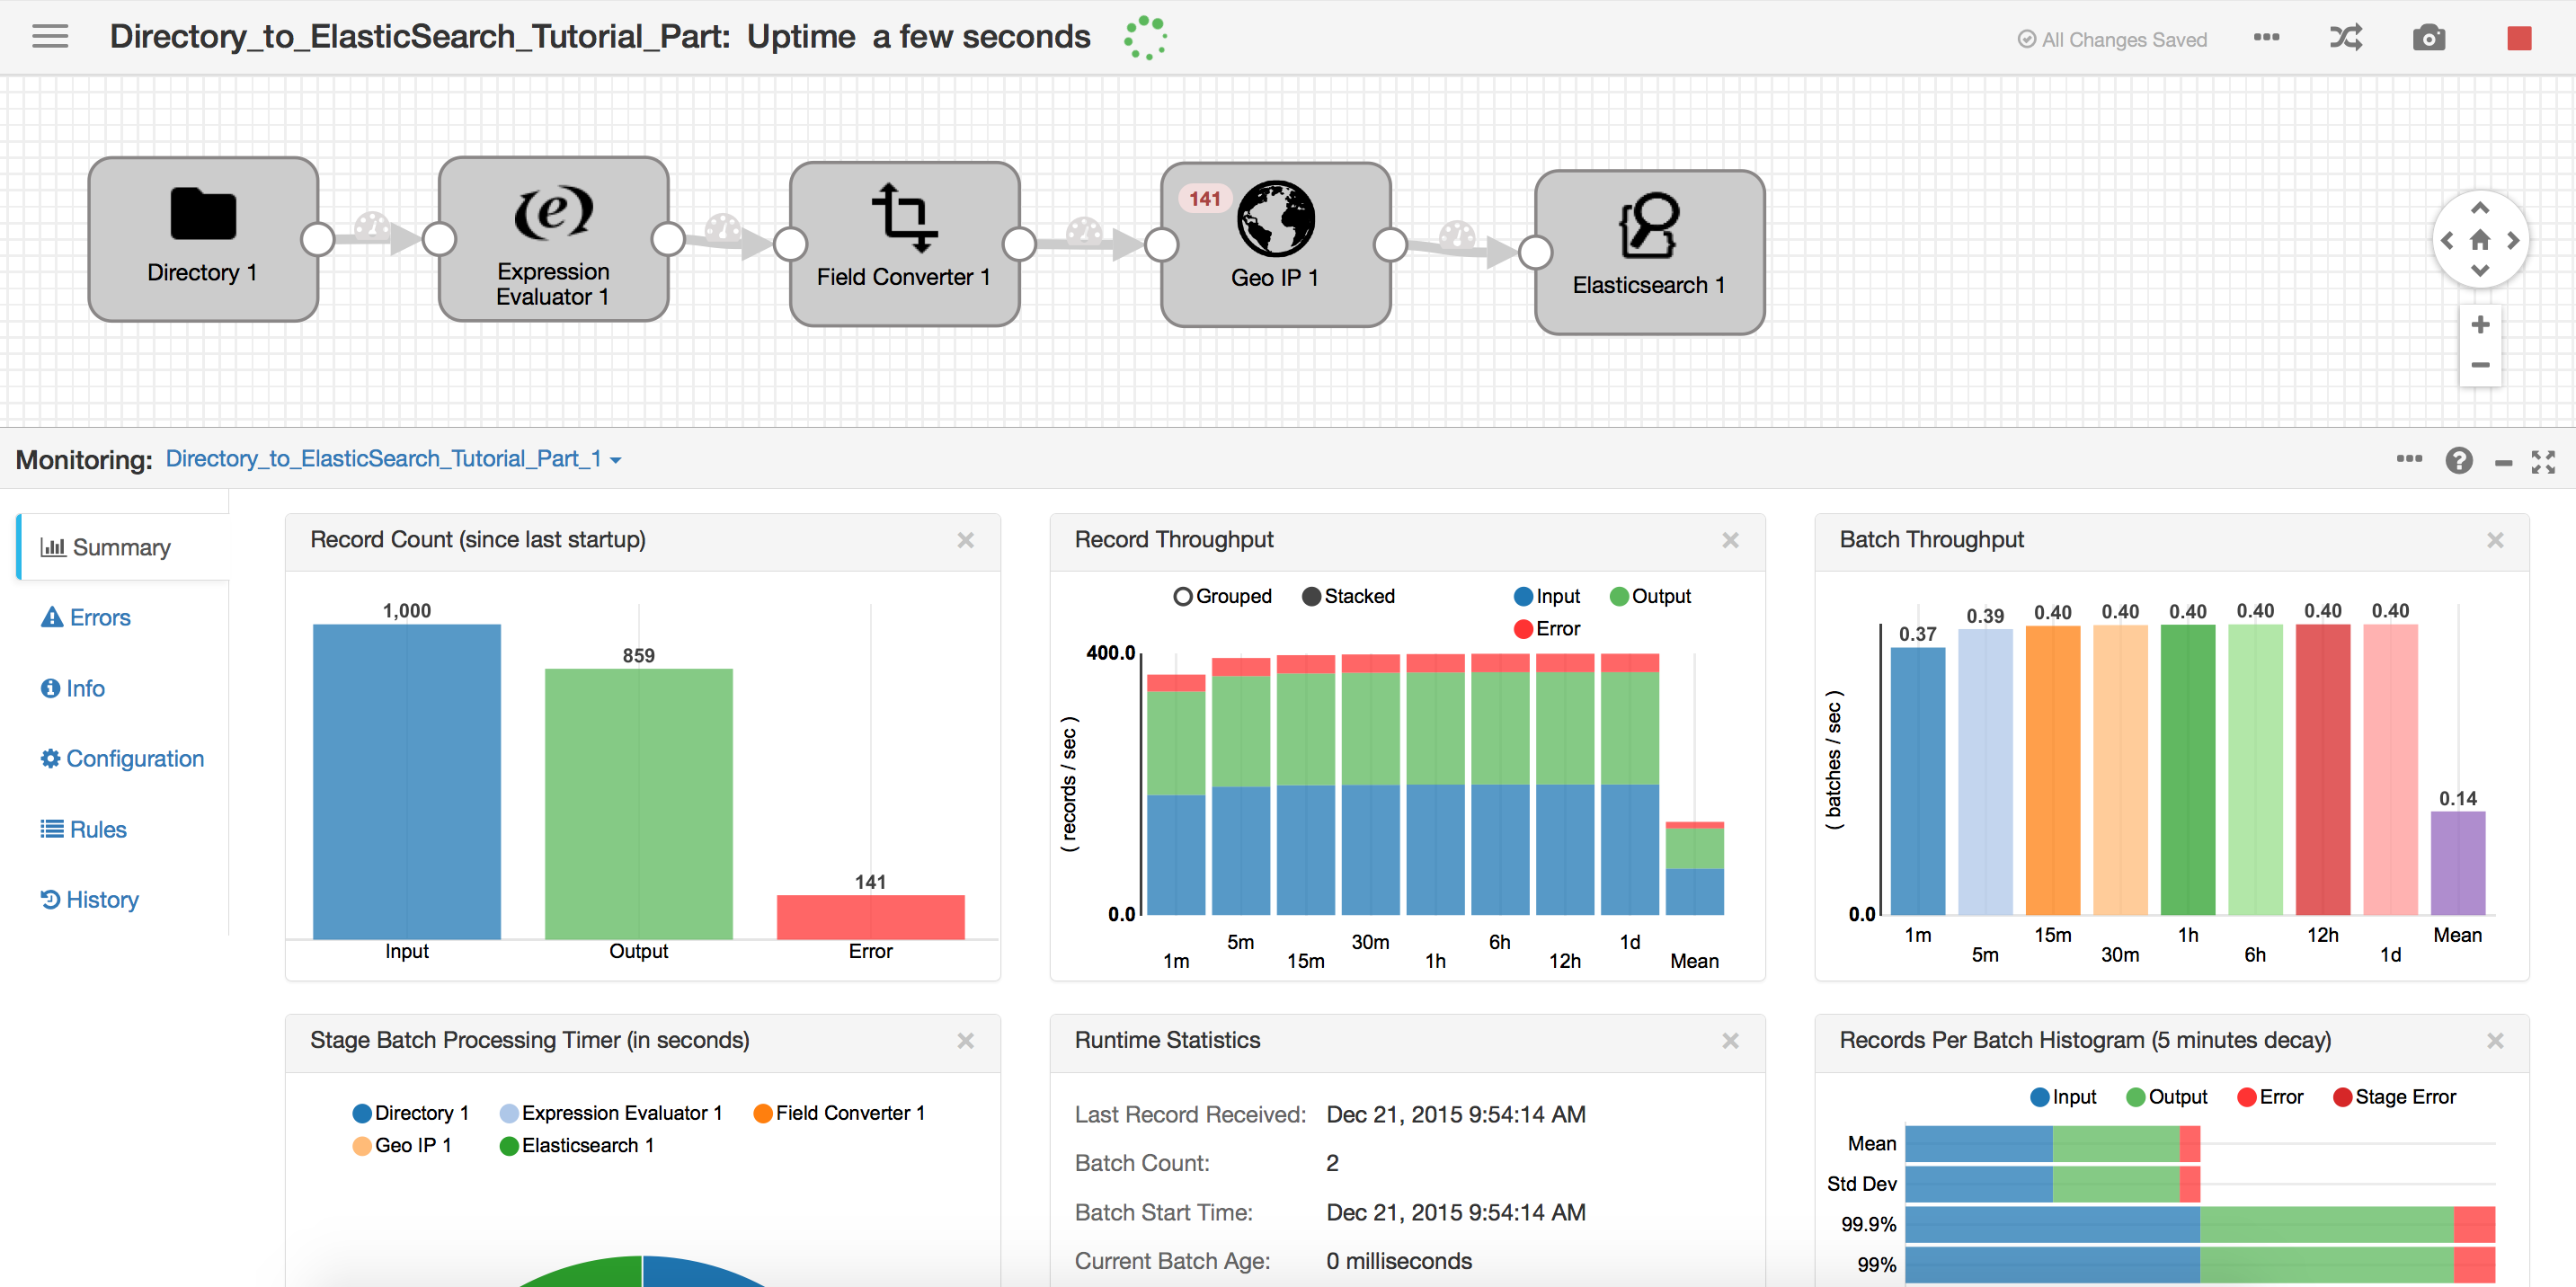 Directory_to_ElasticSearch_Tutorial_Part: Uptime a few seconds
All Changes Saved
Directory 1
Expression
Evaluator 1
Field Converter 1
141
Geo IP 1
Elasticsearch 1
Monitoring: Directory_to_ElasticSearch_Tutorial_Part_1
Summary
Errors
Info
Configuration
Rules
History
Record Count (since last startup)
1,000
859
141
Input
Output
Error
Record Throughput
Grouped
Stacked
Input
Output
Error
400.0
0.0
( records / sec )
1m
5m
15m
30m
1h
6h
12h
1d
Mean
Batch Throughput
0.37
0.39
0.40
0.40
0.40
0.40
0.40
0.40
0.14
( batches / sec )
0.0
1m
5m
15m
30m
1h
6h
12h
1d
Mean
Stage Batch Processing Timer (in seconds)
Directory 1
Expression Evaluator 1
Field Converter 1
Geo IP 1
Elasticsearch 1
Runtime Statistics
Last Record Received: Dec 21, 2015 9:54:14 AM
Batch Count: 2
Batch Start Time: Dec 21, 2015 9:54:14 AM
Current Batch Age: 0 milliseconds
Records Per Batch Histogram (5 minutes decay)
Input
Output
Error
Stage Error
Mean
Std Dev
99.9%
99%